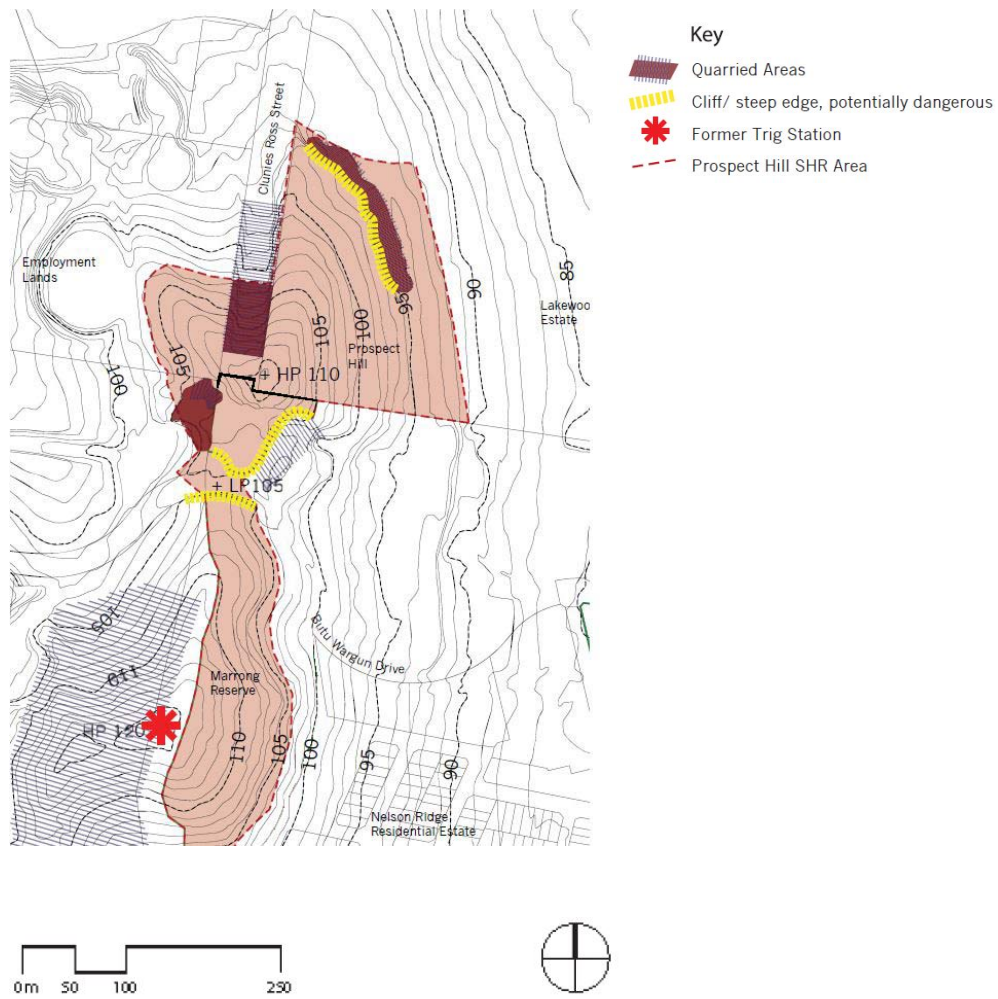 Key
Quarried Areas
Cliff/ steep edge, potentially dangerous
Former Trig Station
Prospect Hill SHR Area
Clunies Ross Street
Employment
Lands
85
90
Lakewoo
Estate
95
105
100
Prospect
Hill
105
100
+ HP 110
+ LP105
105
110
Butu Wargun Drive
Marrong
Reserve
HP 120
110
105
100
95
90
Nelson Ridge
Residential Estate
0m 50 100 250